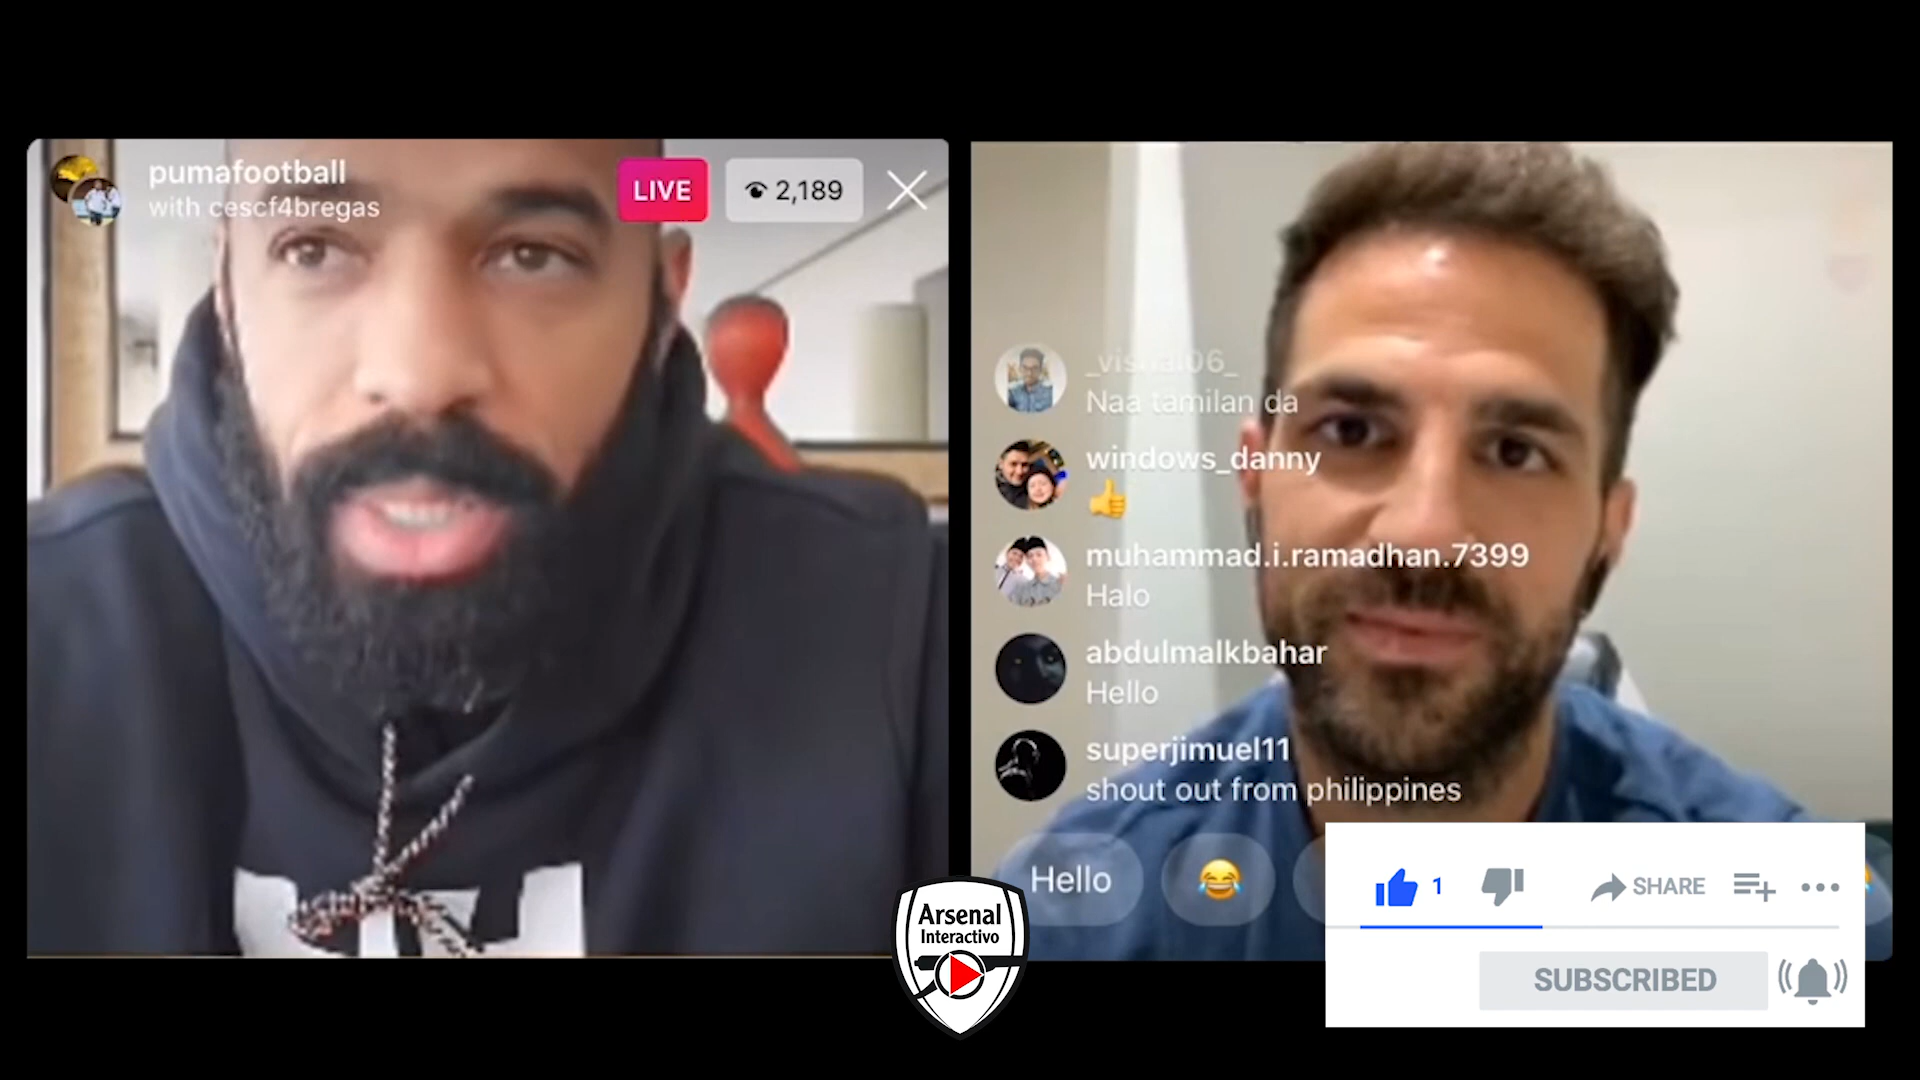 pumafootball
with cescf4bregas
LIVE
2,189
_vishal06_
Naa tamilan da
windows_danny
muhammad.i.ramadhan.7399
Halo
abdulmalkbahar
Hello
superjimuel11
shout out from philippines
Hello
1
SHARE
SUBSCRIBED
Arsenal
Interactivo